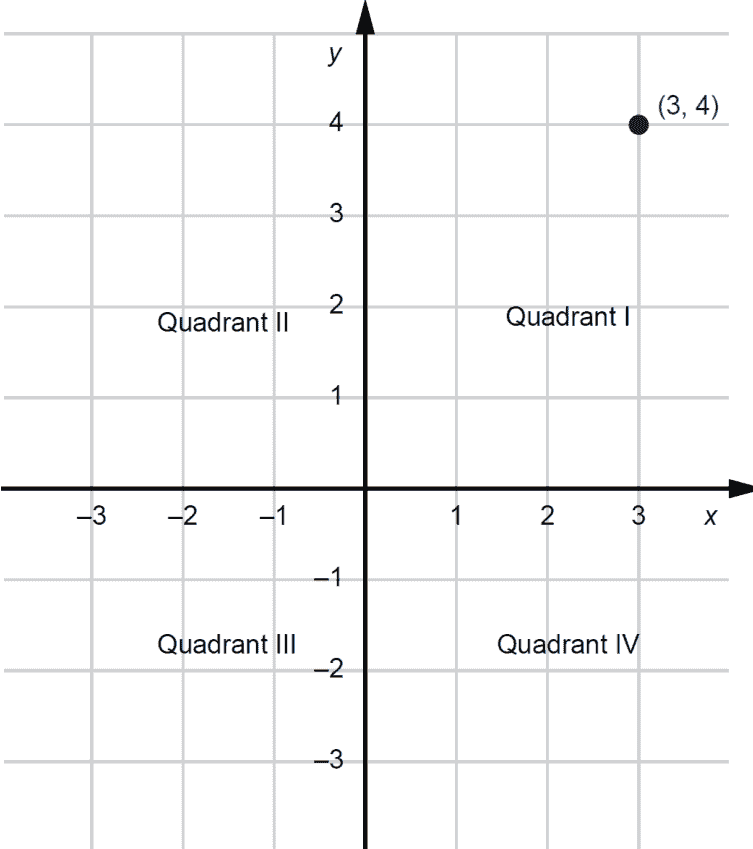 y
4
(3, 4)
3
2
Quadrant II
Quadrant I
1
–3 –2 –1 1 2 3 x
–1
Quadrant III
Quadrant IV
–2
–3